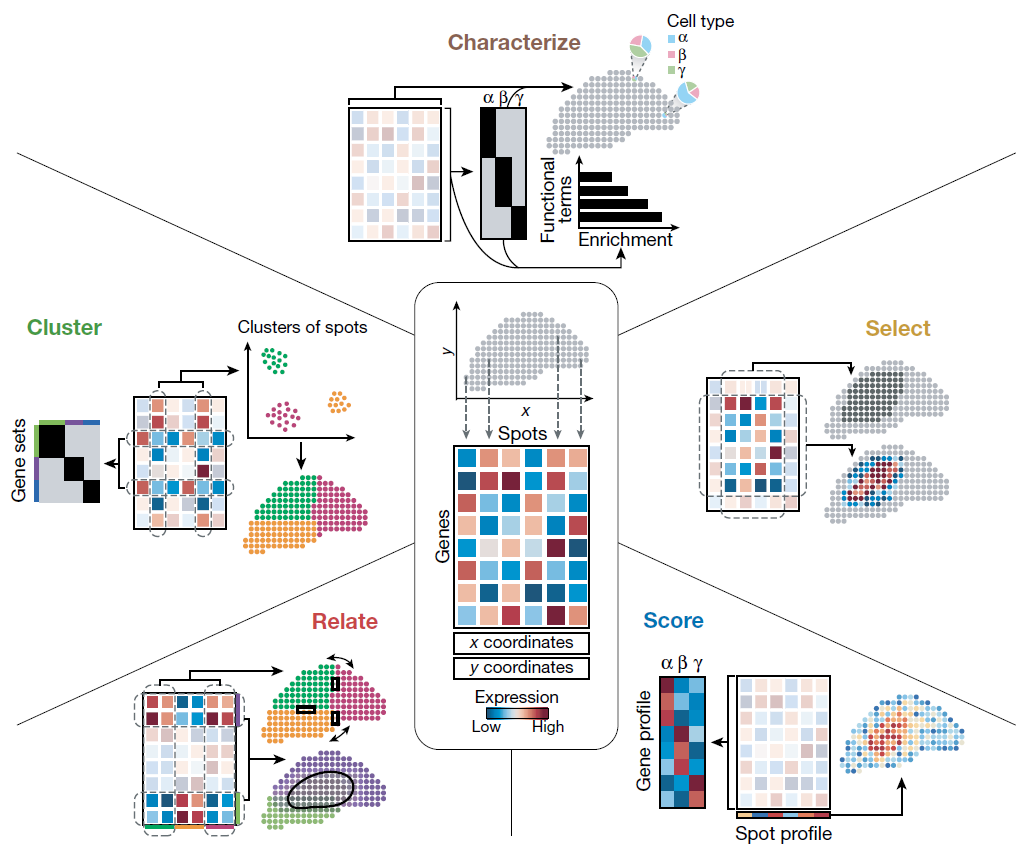 Characterize
Cell type
α
β
γ
α β γ
Functional
terms
Enrichment
Cluster
Clusters of spots
Gene sets
Select
y
x
Spots
Genes
x coordinates
y coordinates
Expression
Low High
Relate
Score
α β γ
Gene profile
Spot profile